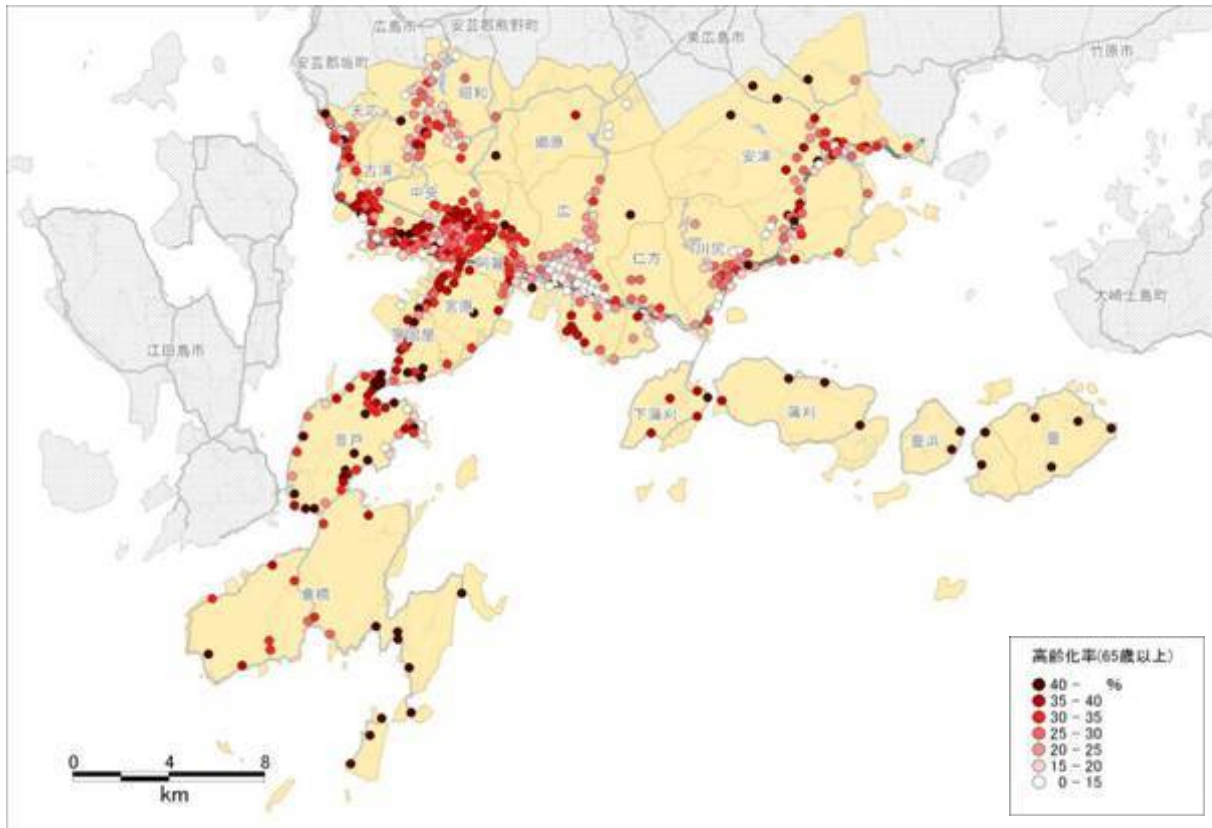 広島市
安芸郡熊野町
東広島市
竹原市
安芸郡坂町
昭和
天応
郷原
安浦
吉浦
中央
広
仁方
川尻
阿賀
宮原
警固屋
大崎上島町
江田島市
下蒲刈
蒲刈
豊浜
豊
音戸
倉橋
高齢化率(65歳以上)
40 - %
35 - 40
30 - 35
25 - 30
20 - 25
15 - 20
0 - 15
0 4 8
km